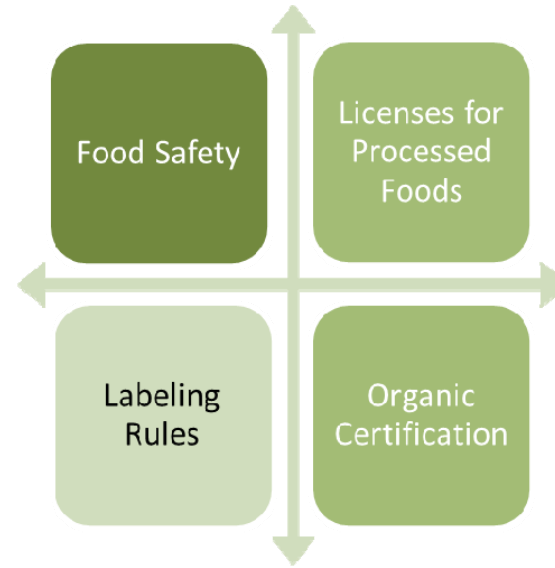 Food Safety
Licenses for
Processed
Foods
Labeling
Rules
Organic
Certification